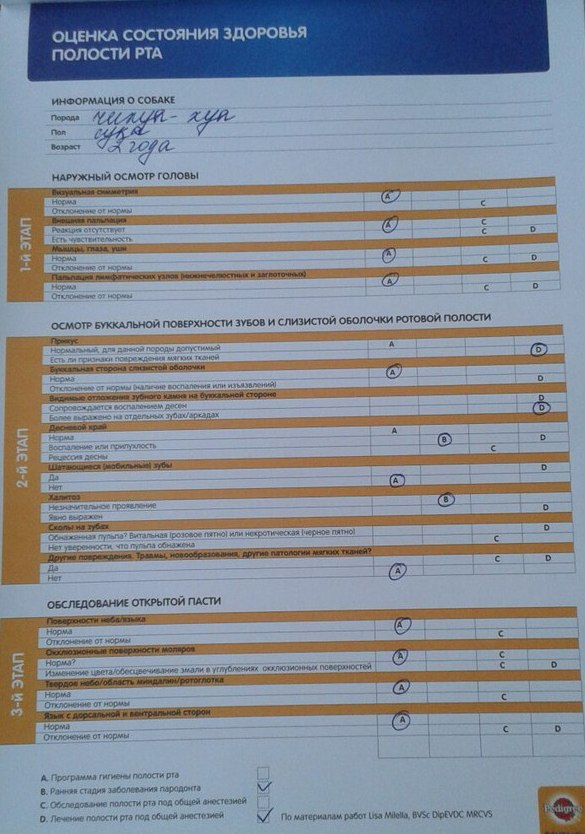 ОЦЕНКА СОСТОЯНИЯ ЗДОРОВЬЯ
ПОЛОСТИ РТА
ИНФОРМАЦИЯ О СОБАКЕ
Порода чихуа-хуа
Пол сука
Возраст 2 года
НАРУЖНЫЙ ОСМОТР ГОЛОВЫ
1-й ЭТАП
Визуальная симметрия
Норма A
Отклонение от нормы C
Внешняя пальпация C
Реакция отсутствует A
Есть чувствительность C D
Мышцы, глаза, уши
Норма A
Отклонение от нормы C D
Пальпация лимфатических узлов (нижнечелюстных и заглоточных)
Норма A
Отклонение от нормы C D
ОСМОТР БУККАЛЬНОЙ ПОВЕРХНОСТИ ЗУБОВ И СЛИЗИСТОЙ ОБОЛОЧКИ РОТОВОЙ ПОЛОСТИ
2-й ЭТАП
Прикус
Нормальный, для данной породы допустимый A
Есть ли признаки повреждения мягких тканей D
Буккальная сторона слизистой оболочки
Норма A
Отклонение от нормы (наличие воспаления или изъязвлений) D
Видимые отложения зубного камня на буккальной стороне
Сопровождается воспалением десен D
Более выражено на отдельных зубах/аркадах D
Десневой край
Норма A
Воспаление или припухлость B
Рецессия десны C D
Шатающиеся (мобильные) зубы
Да D
Нет A
Халитоз
Незначительное проявление B
Явно выражен D
Сколы на зубах
Обнаженная пульпа? Витальная (розовое пятно) или некротическая (черное пятно) D
Нет уверенности, что пульпа обнажена C
Другие повреждения. Травмы, новообразования, другие патологии мягких тканей?
Да C D
Нет A
ОБСЛЕДОВАНИЕ ОТКРЫТОЙ ПАСТИ
3-й ЭТАП
Поверхности неба/языка
Норма A
Отклонение от нормы C
Окклюзионные поверхности моляров
Норма? A C
Изменение цвета/обесцвечивание эмали в углублениях окклюзионных поверхностей C D
Твердое небо/область миндалин/ротоглотка
Норма A
Отклонение от нормы C
Язык с дорсальной и вентральной сторон
Норма A
Отклонение от нормы C D
A. Программа гигиены полости рта
B. Ранняя стадия заболевания пародонта
C. Обследование полости рта под общей анестезией
D. Лечение полости рта под общей анестезией
По материалам работ Lisa Milella, BVSc DipEVDC MRCVS
Pedigree